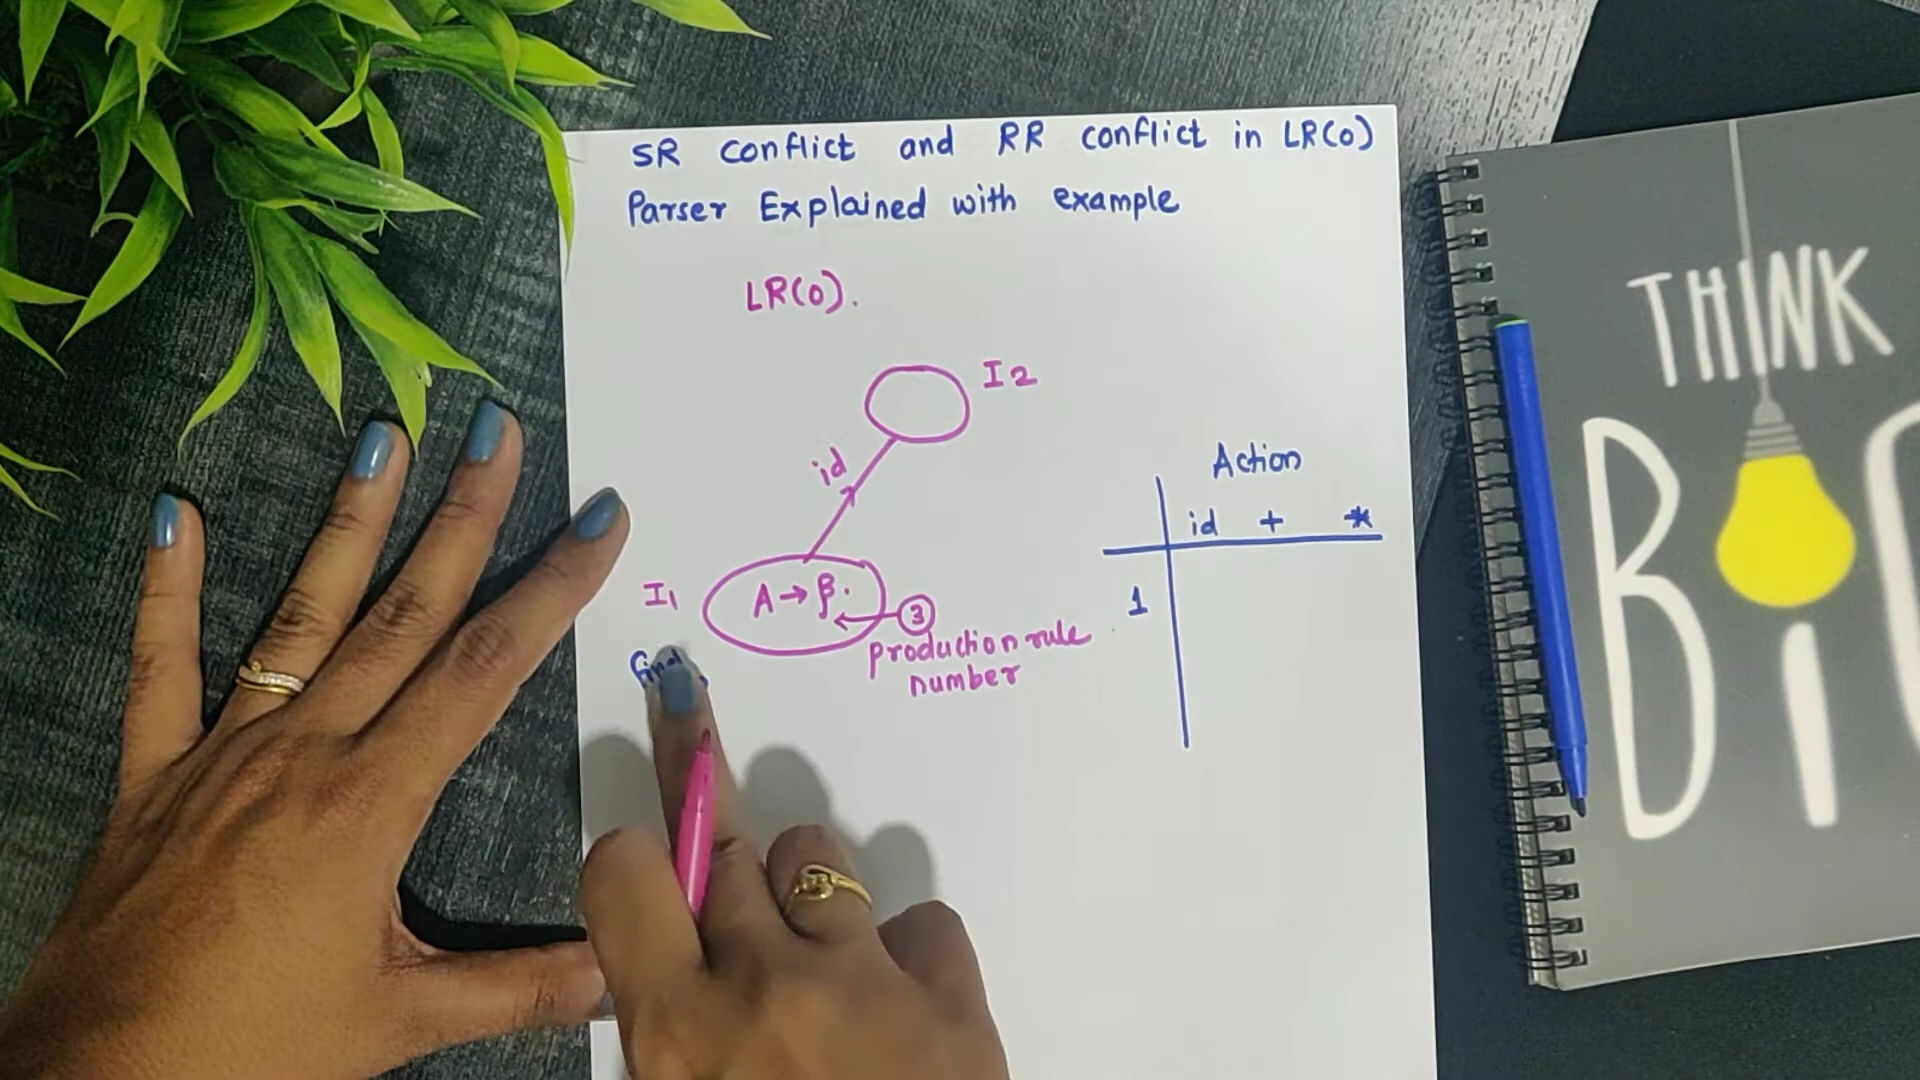 SR conflict and RR conflict in LR(0)
Parser Explained with example
LR(0).
I2
id
Action
id + *
I1
A→β.
3
1
production rule
number
THINK